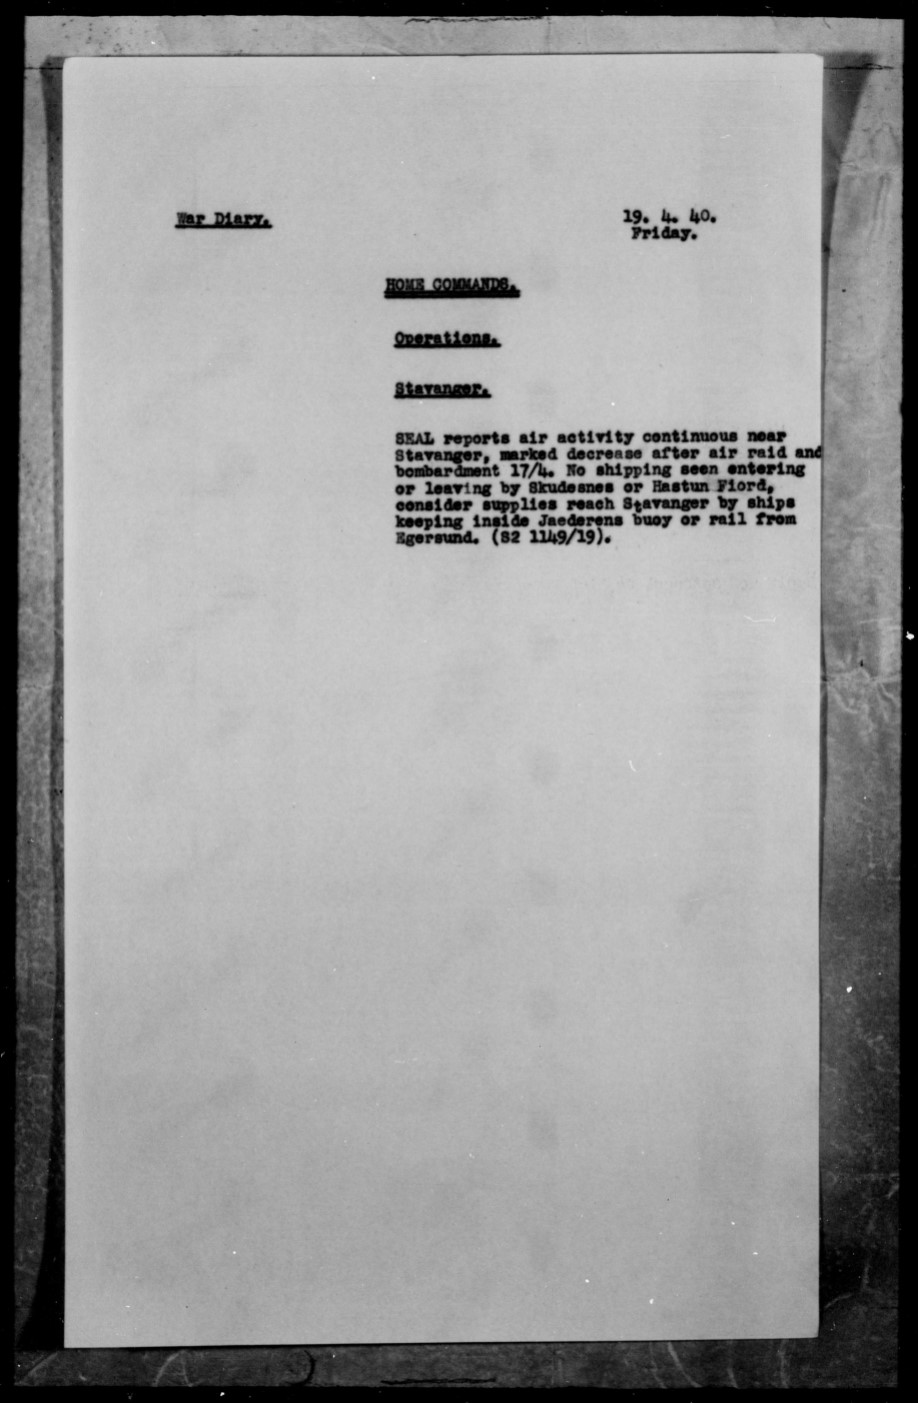 War Diary.
19. 4. 40.
Friday.
HOME COMMANDS.
Operations.
Stavanger.
SEAL reports air activity continuous near
Stavanger, marked decrease after air raid and
bombardment 17/4. No shipping seen entering
or leaving by Skudesnes or Hastun Fiord,
consider supplies reach Stavanger by ships
keeping inside Jaederens buoy or rail from
Egersund. (S2 1149/19).